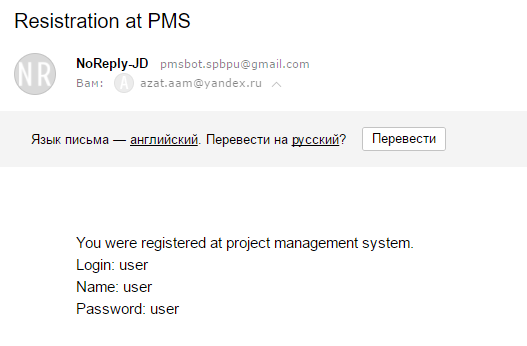 Resistration at PMS
NR
NoReply-JD pmsbot.spbpu@gmail.com
Вам: A azat.aam@yandex.ru
Язык письма — английский. Перевести на русский? Перевести
You were registered at project management system.
Login: user
Name: user
Password: user